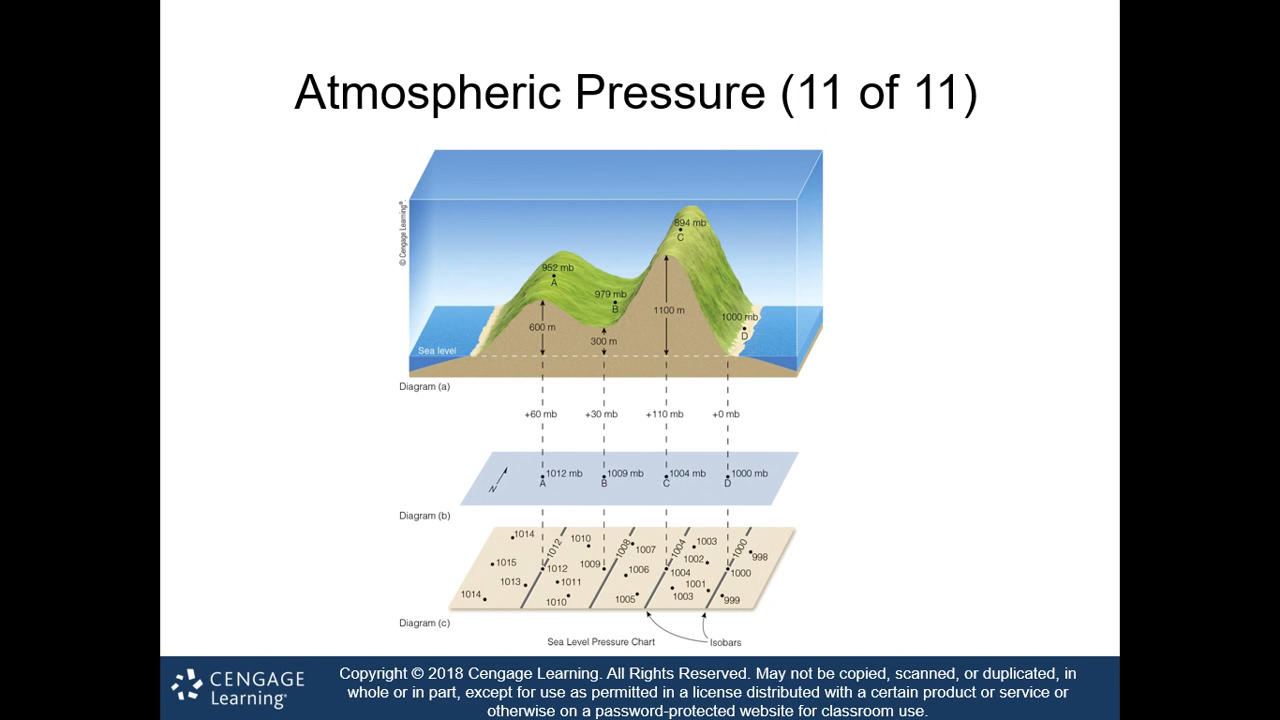 Atmospheric Pressure (11 of 11)
© Cengage Learning®
894 mb
C
952 mb
A
979 mb
B
1000 mb
D
600 m
300 m
1100 m
Sea level
Diagram (a)
+60 mb +30 mb +110 mb +0 mb
N
1012 mb 1009 mb 1004 mb 1000 mb
A B C D
Diagram (b)
1014 1012 1010 1008 1007 1004 1003 1000 998
1015 1012 1009 1006 1004 1002 1000
1013 1011 1001
1014 1010 1005 1003 999
Diagram (c)
Sea Level Pressure Chart
Isobars
CENGAGE
Learning®
Copyright © 2018 Cengage Learning. All Rights Reserved. May not be copied, scanned, or duplicated, in
whole or in part, except for use as permitted in a license distributed with a certain product or service or
otherwise on a password-protected website for classroom use.